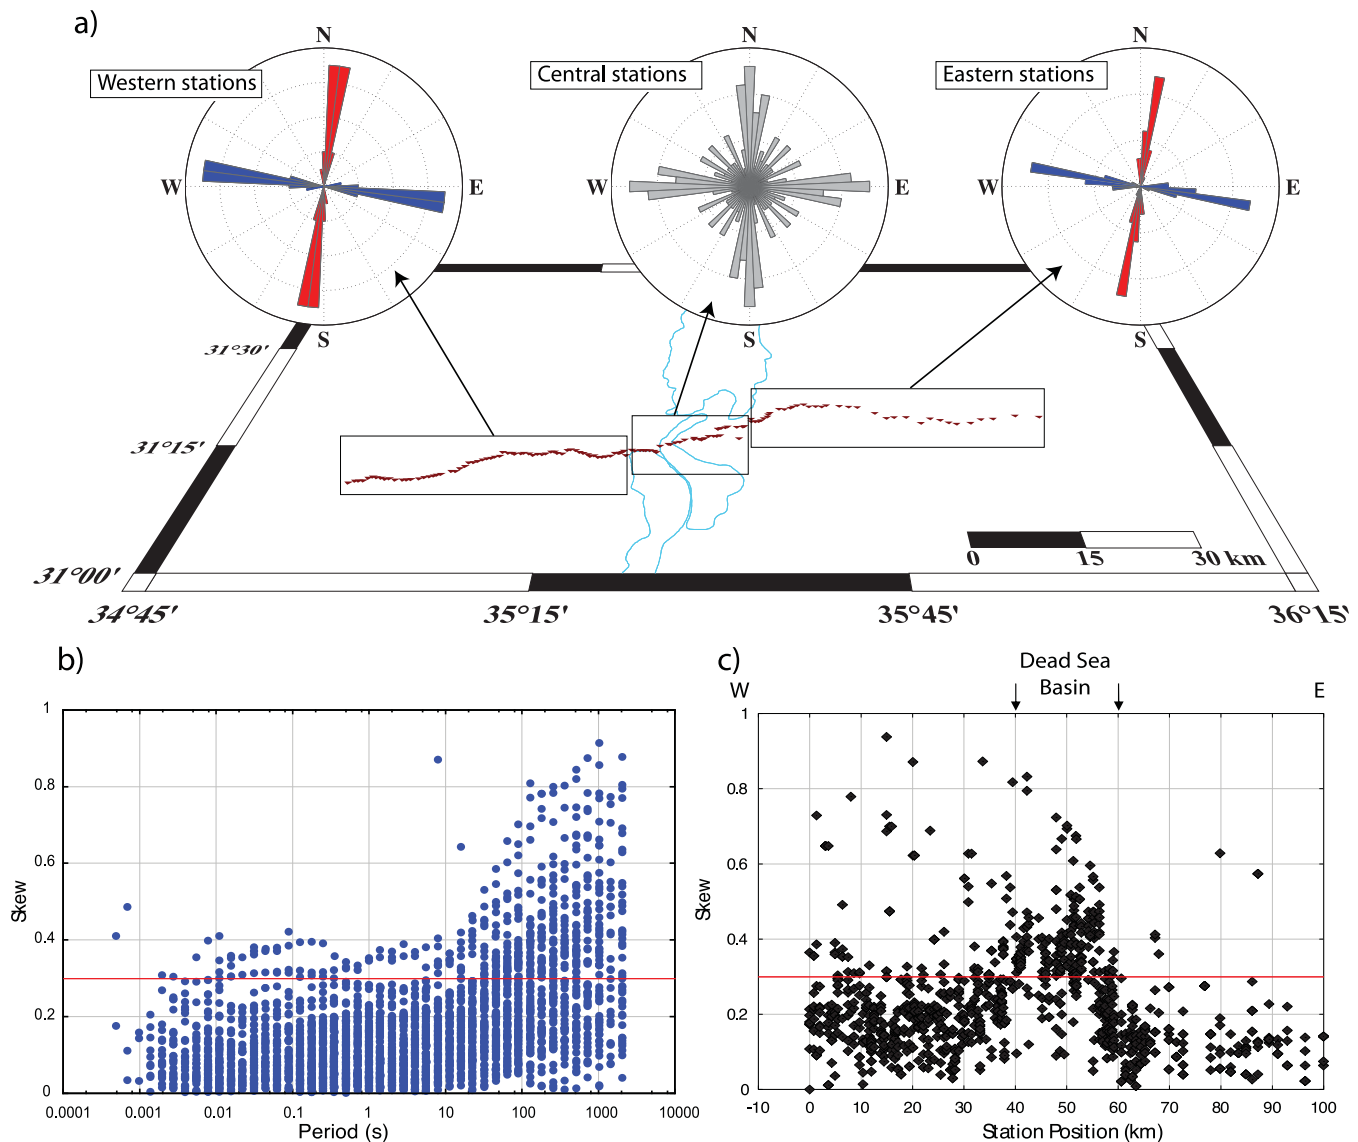 a)
N
N
N
Western stations
Central stations
Eastern stations
W
E
W
E
W
E
S
S
S
31°30'
31°15'
31°00'
0
15
30 km
34°45'
35°15'
35°45'
36°15'
b)
1
0.8
0.6
0.4
0.2
0
Skew
0.0001
0.001
0.01
0.1
1
10
100
1000
10000
Period (s)
c)
Dead Sea
Basin
W
E
1
0.8
0.6
0.4
0.2
0
Skew
-10
0
10
20
30
40
50
60
70
80
90
100
Station Position (km)